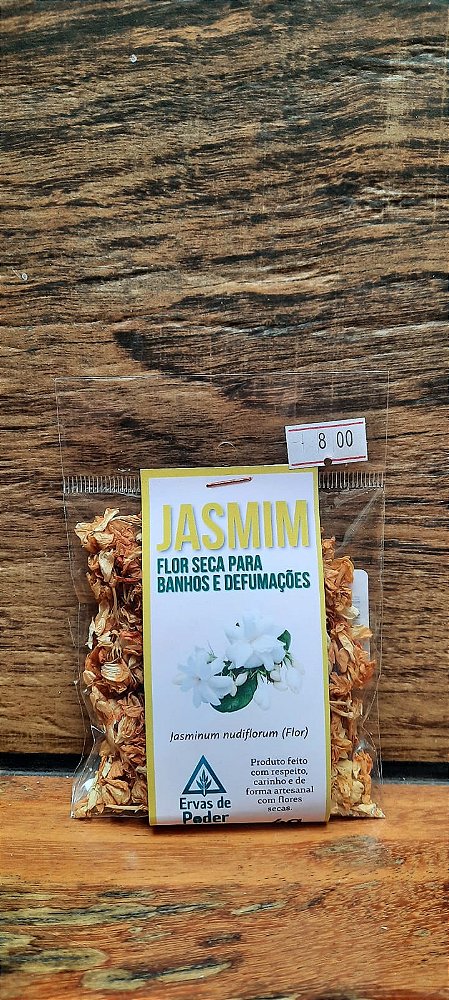 8 00
JASMIM
FLOR SECA PARA
BANHOS E DEFUMAÇÕES
Jasminum nudiflorum (Flor)
Ervas de
Poder
Produto feito
com respeito,
carinho e de
forma artesanal
com flores
secas.